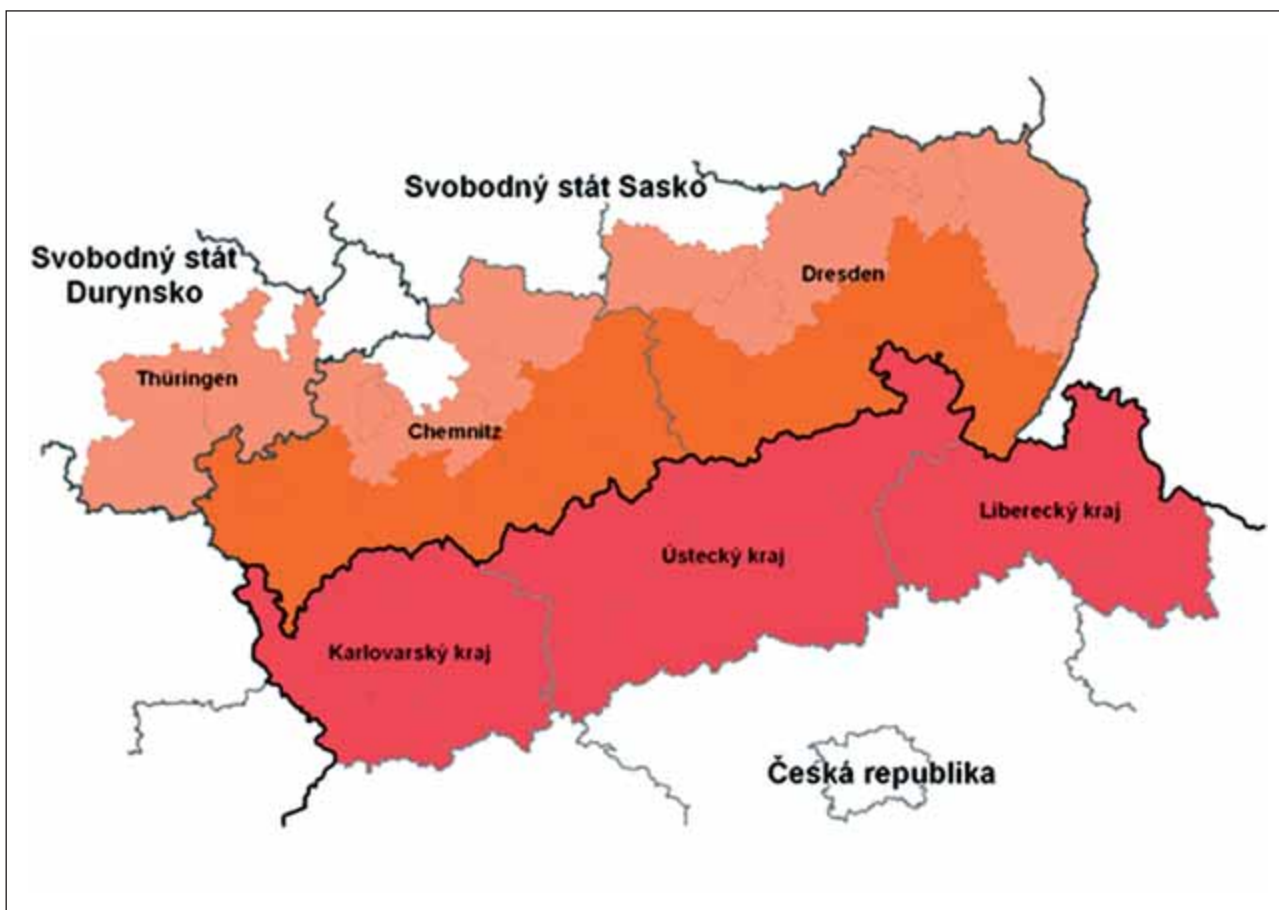 Svobodný stát Sasko
Svobodný stát
Durynsko
Dresden
Thüringen
Chemnitz
Liberecký kraj
Ústecký kraj
Karlovarský kraj
Česká republika